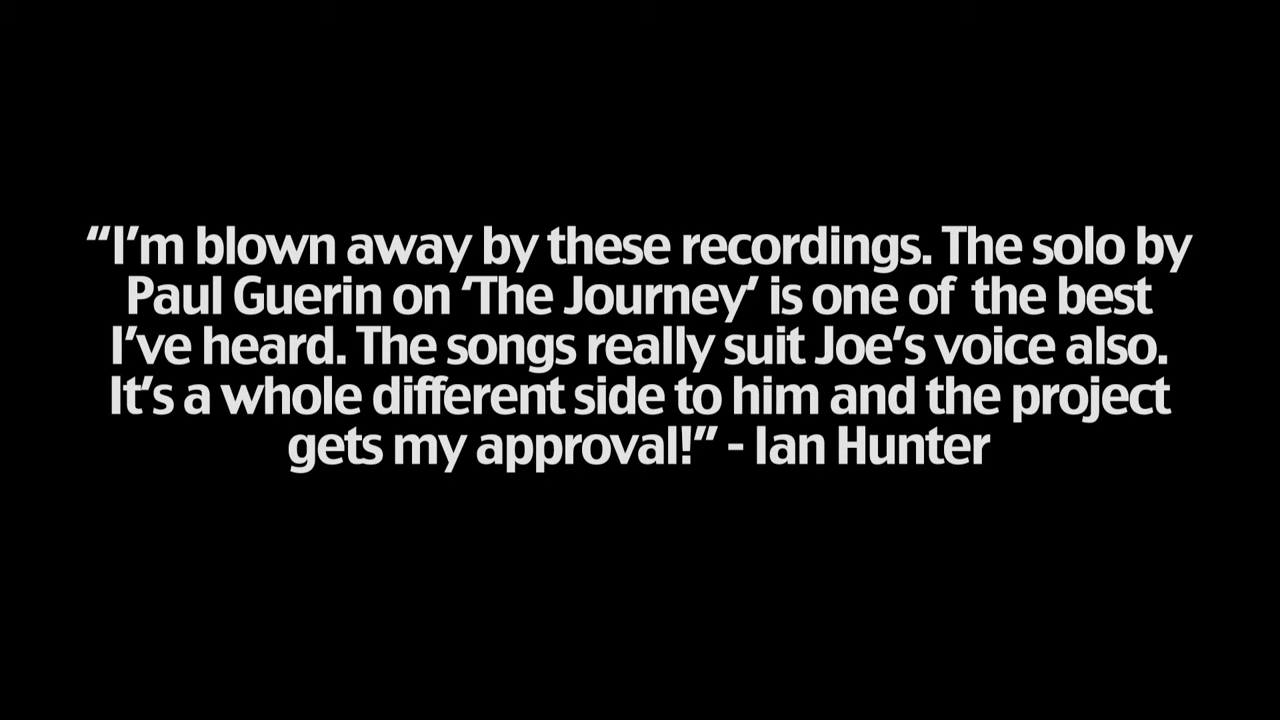 “I’m blown away by these recordings. The solo by
Paul Guerin on ‘The Journey’ is one of the best
I’ve heard. The songs really suit Joe’s voice also.
It’s a whole different side to him and the project
gets my approval!” - Ian Hunter